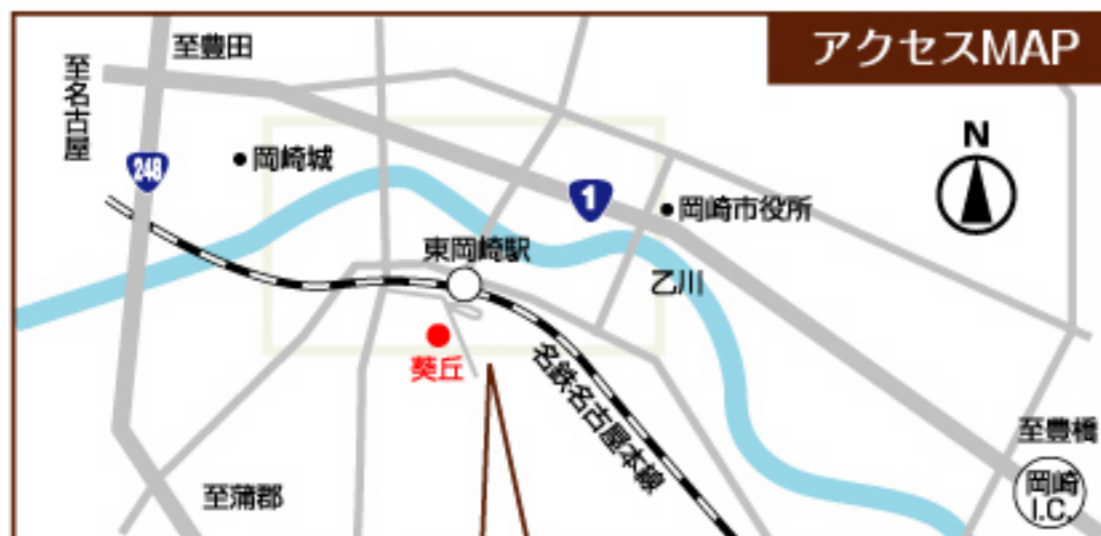 アクセスMAP
至豊田
至名古屋
248
岡崎城
1
岡崎市役所
N
東岡崎駅
乙川
葵丘
名鉄名古屋本線
至豊橋
岡崎
I.C.
至蒲郡